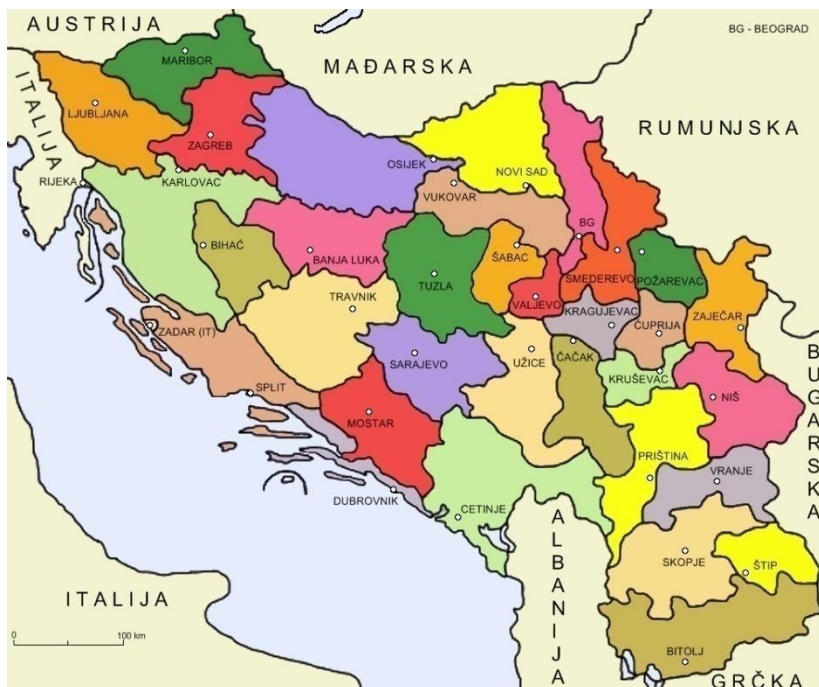 AUSTRIJA
BG - BEOGRAD
MARIBOR
MAĐARSKA
ITALIJA
LJUBLJANA
ZAGREB
RUMUNJSKA
OSIJEK
RIJEKA
KARLOVAC
VUKOVAR
NOVI SAD
BG
BIHAĆ
BANJA LUKA
ŠABAC
TUZLA
SMEDEREVO
POŽAREVAC
TRAVNIK
VALJEVO
KRAGUJEVAC
ZADAR (IT)
ĆUPRIJA
ZAJEČAR
SARAJEVO
UŽICE
ČAČAK
KRUŠEVAC
BUGARSKA
SPLIT
NIŠ
MOSTAR
PRIŠTINA
VRANJE
DUBROVNIK
CETINJE
ALBANIJA
SKOPJE
ŠTIP
ITALIJA
0 100 km
BITOLJ
GRČKA